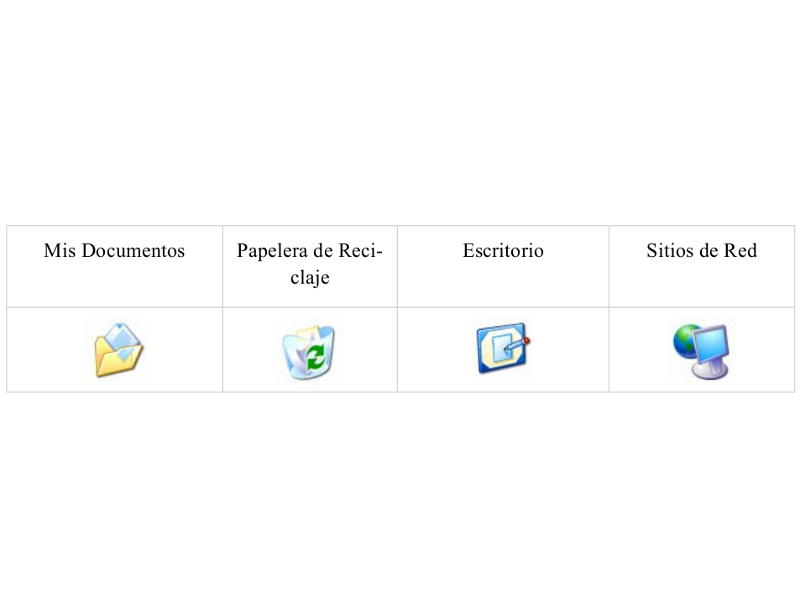 Mis Documentos
Papelera de Reci-
claje
Escritorio
Sitios de Red